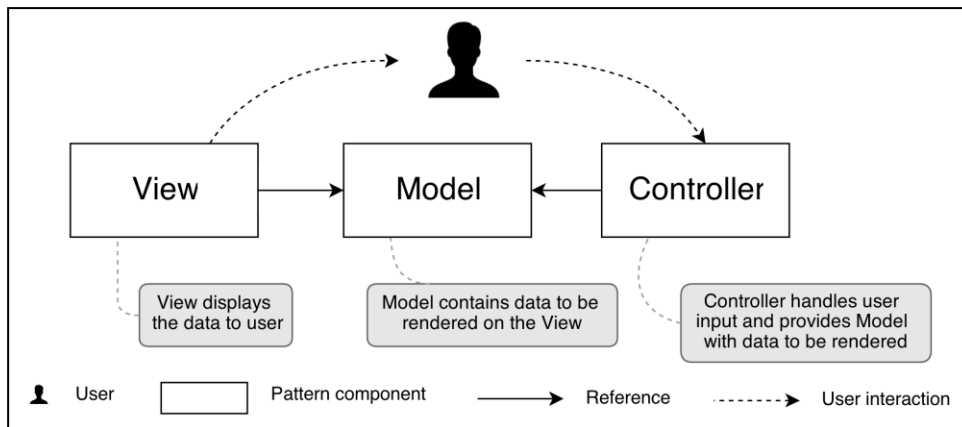 View
Model
Controller
View displays
the data to user
Model contains data to be
rendered on the View
Controller handles user
input and provides Model
with data to be rendered
User
Pattern component
Reference
User interaction